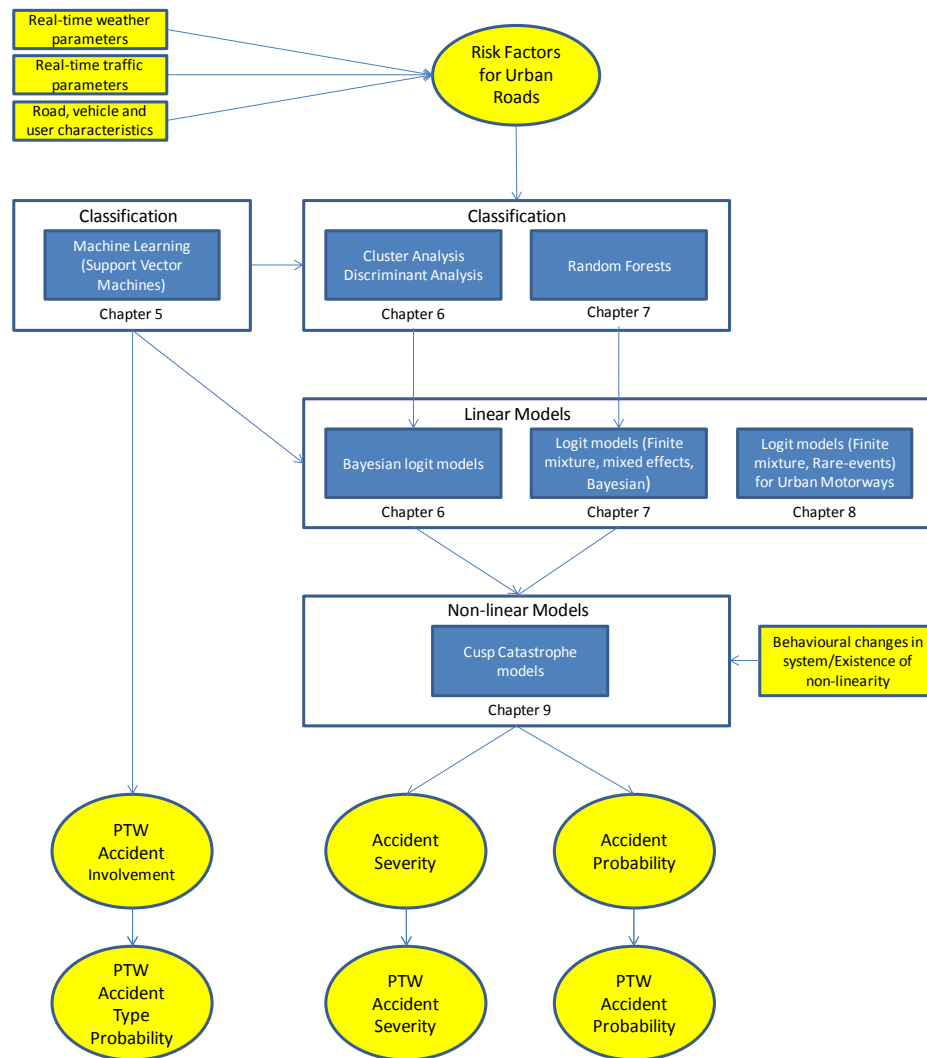 Real-time weather
parameters
Real-time traffic
parameters
Road, vehicle and
user characteristics
Risk Factors
for Urban
Roads
Classification
Machine Learning
(Support Vector
Machines)
Chapter 5
Classification
Cluster Analysis
Discriminant Analysis
Chapter 6
Random Forests
Chapter 7
Linear Models
Bayesian logit models
Chapter 6
Logit models (Finite
mixture, mixed effects,
Bayesian)
Chapter 7
Logit models (Finite
mixture, Rare-events)
for Urban Motorways
Chapter 8
Non-linear Models
Cusp Catastrophe
models
Chapter 9
Behavioural changes in
system/Existence of
non-linearity
PTW
Accident
Involvement
Accident
Severity
Accident
Probability
PTW
Accident
Type
Probability
PTW
Accident
Severity
PTW
Accident
Probability